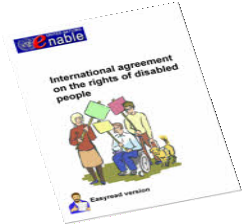 enable
International agreement
on the rights of disabled
people
Easyread version